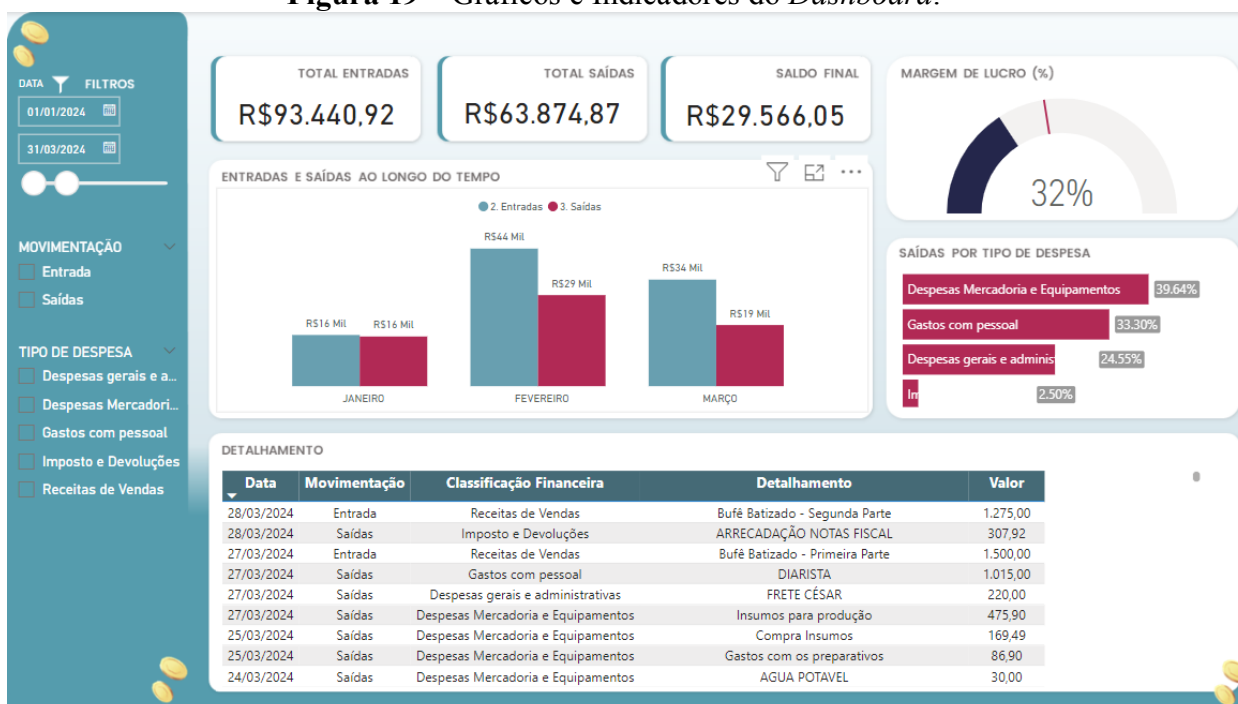 Figura 19 – Gráficos e Indicadores do Dashboard.
DATA FILTROS
01/01/2024
31/03/2024
MOVIMENTAÇÃO
Entrada
Saídas
TIPO DE DESPESA
Despesas gerais e a...
Despesas Mercadori...
Gastos com pessoal
Imposto e Devoluções
Receitas de Vendas
TOTAL ENTRADAS
R$93.440,92
TOTAL SAÍDAS
R$63.874,87
SALDO FINAL
R$29.566,05
MARGEM DE LUCRO (%)
32%
ENTRADAS E SAÍDAS AO LONGO DO TEMPO
2. Entradas 3. Saídas
R$44 Mil
R$29 Mil
R$34 Mil
R$19 Mil
R$16 Mil R$16 Mil
JANEIRO FEVEREIRO MARÇO
SAÍDAS POR TIPO DE DESPESA
Despesas Mercadoria e Equipamentos 39.64%
Gastos com pessoal 33.30%
Despesas gerais e adminis 24.55%
Im 2.50%
DETALHAMENTO
Data Movimentação Classificação Financeira Detalhamento Valor
28/03/2024 Entrada Receitas de Vendas Bufê Batizado - Segunda Parte 1.275,00
28/03/2024 Saídas Imposto e Devoluções ARRECADAÇÃO NOTAS FISCAL 307,92
27/03/2024 Entrada Receitas de Vendas Bufê Batizado - Primeira Parte 1.500,00
27/03/2024 Saídas Gastos com pessoal DIARISTA 1.015,00
27/03/2024 Saídas Despesas gerais e administrativas FRETE CÉSAR 220,00
27/03/2024 Saídas Despesas Mercadoria e Equipamentos Insumos para produção 475,90
25/03/2024 Saídas Despesas Mercadoria e Equipamentos Compra Insumos 169,49
25/03/2024 Saídas Despesas Mercadoria e Equipamentos Gastos com os preparativos 86,90
24/03/2024 Saídas Despesas Mercadoria e Equipamentos AGUA POTAVEL 30,00